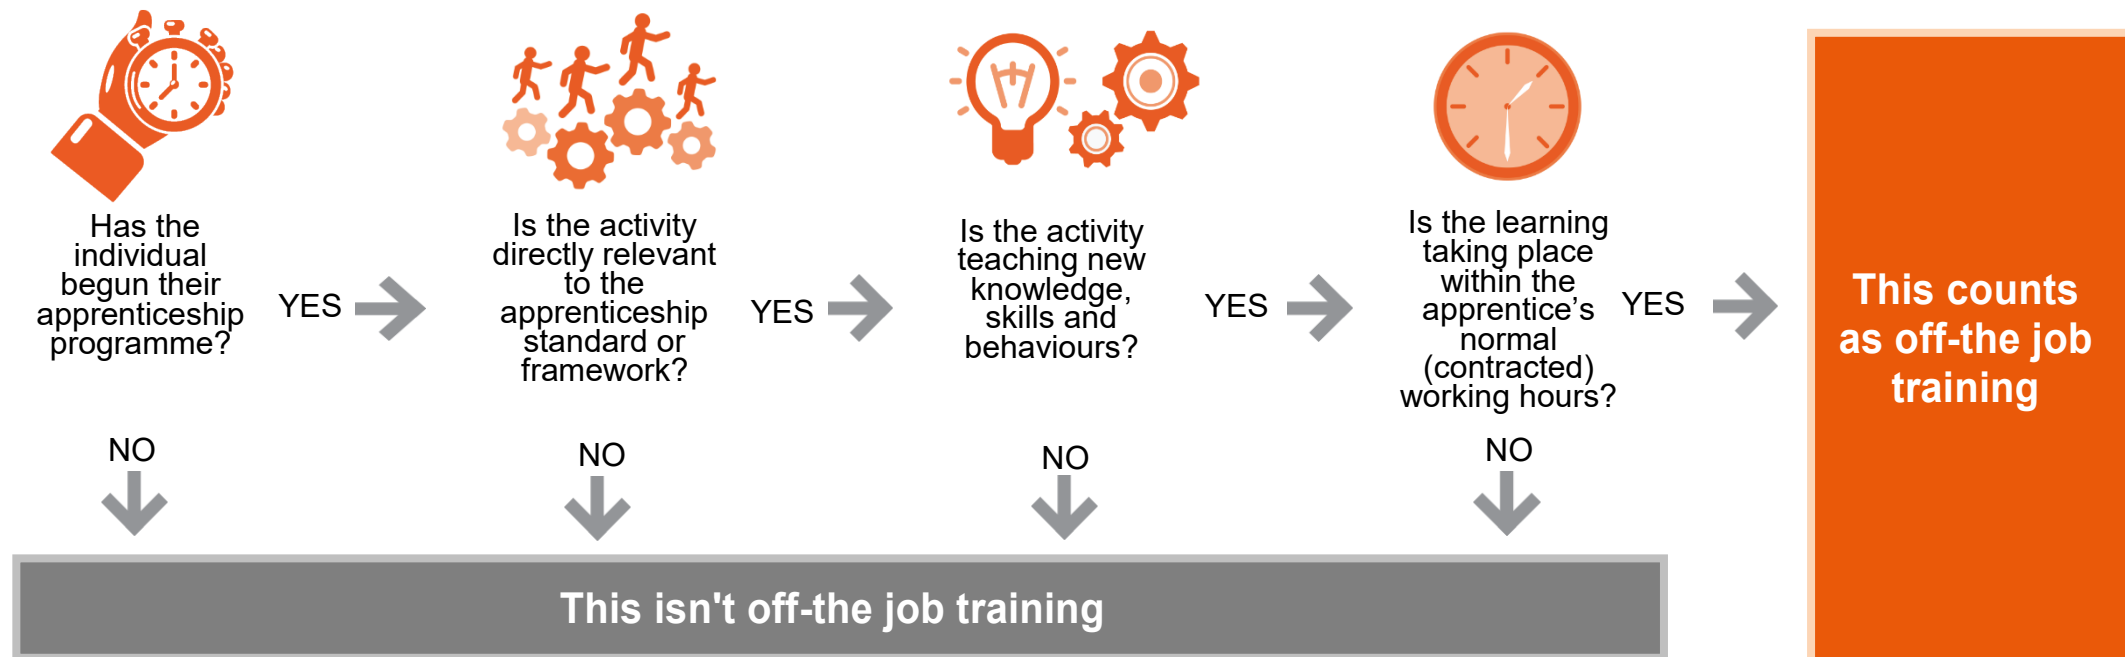 Has the
individual
begun their
apprenticeship
programme?
YES
Is the activity
directly relevant
to the
apprenticeship
standard or
framework?
YES
Is the activity
teaching new
knowledge,
skills and
behaviours?
YES
Is the learning
taking place
within the
apprentice’s
normal
(contracted)
working hours?
YES
This counts
as off-the job
training
NO
NO
NO
NO
This isn't off-the job training